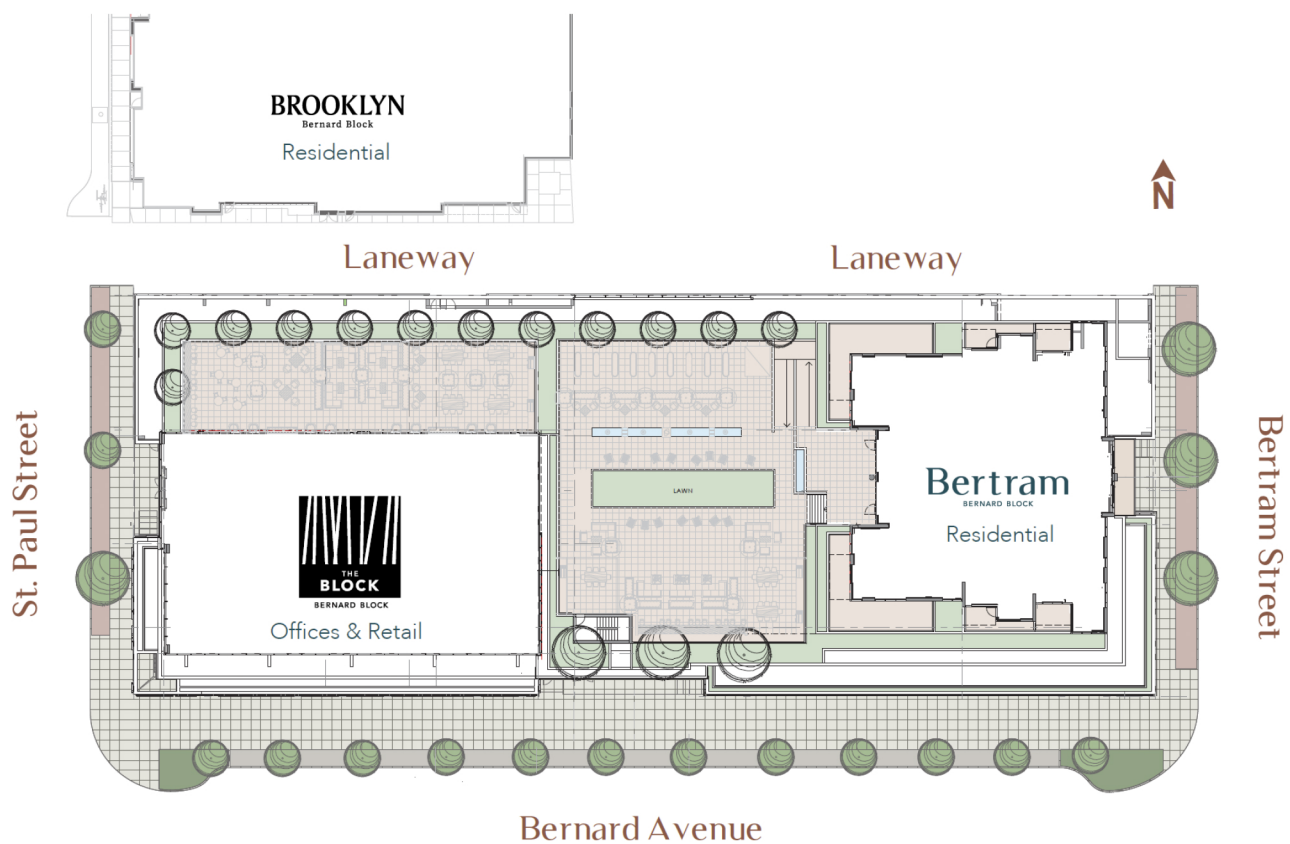 BROOKLYN
Bernard Block
Residential
N
Laneway
Laneway
St. Paul Street
LAWN
Bertram
BERNARD BLOCK
Residential
Bertram Street
THE
BLOCK
BERNARD BLOCK
Offices & Retail
Bernard Avenue